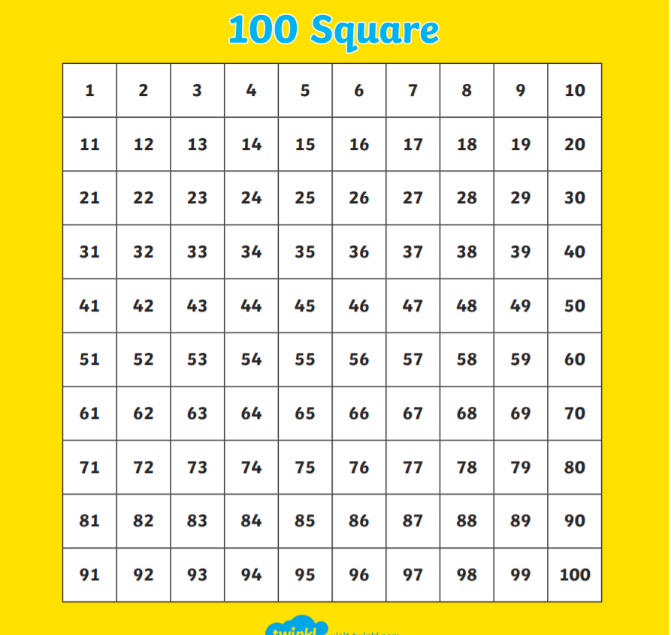 100 Square
1 2 3 4 5 6 7 8 9 10
11 12 13 14 15 16 17 18 19 20
21 22 23 24 25 26 27 28 29 30
31 32 33 34 35 36 37 38 39 40
41 42 43 44 45 46 47 48 49 50
51 52 53 54 55 56 57 58 59 60
61 62 63 64 65 66 67 68 69 70
71 72 73 74 75 76 77 78 79 80
81 82 83 84 85 86 87 88 89 90
91 92 93 94 95 96 97 98 99 100
twinkl visit twinkl.com